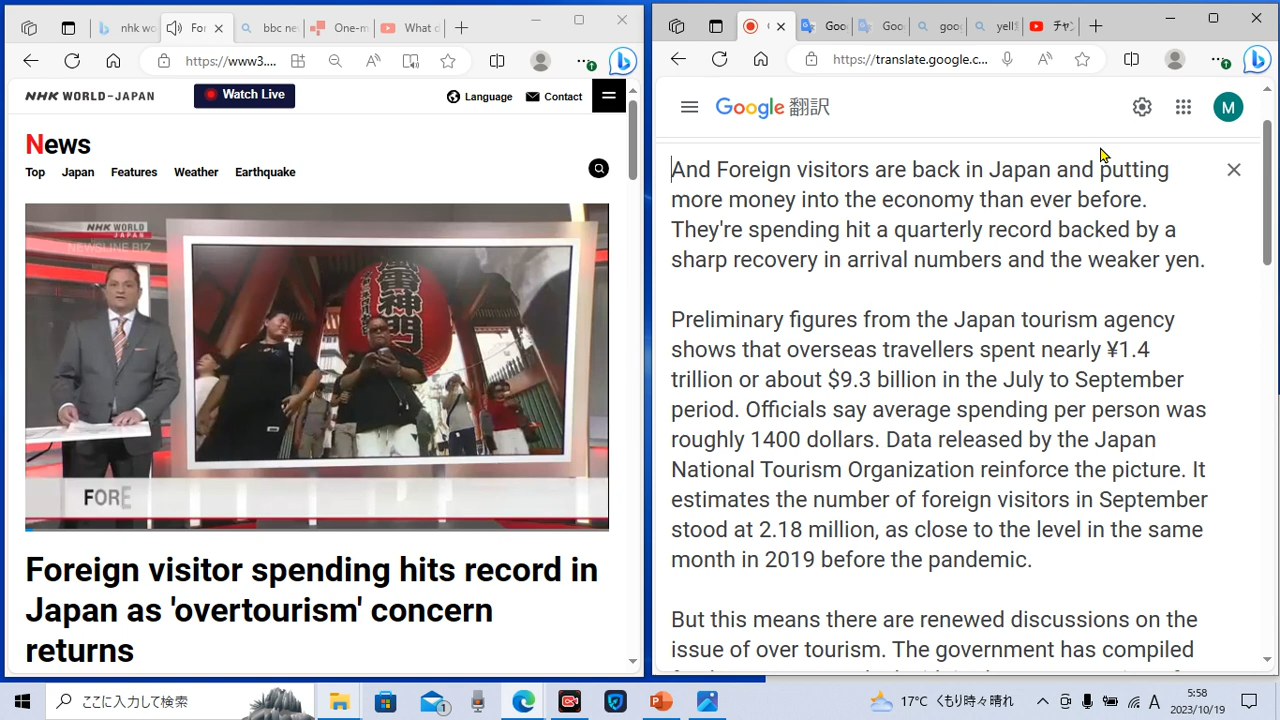 nhk wo
For
bbc ne
One-m
What c
https://www3....
NHK WORLD-JAPAN
Watch Live
Language
Contact
News
Top
Japan
Features
Weather
Earthquake
NHK WORLD
JAPAN
NEWSLINE BIZ
雷神門
FORE
Foreign visitor spending hits record in
Japan as 'overtourism' concern
returns
Goo
Goo
goo
yell
チャン
https://translate.google.c...
Google 翻訳
M
And Foreign visitors are back in Japan and putting
more money into the economy than ever before.
They're spending hit a quarterly record backed by a
sharp recovery in arrival numbers and the weaker yen.
Preliminary figures from the Japan tourism agency
shows that overseas travellers spent nearly ¥1.4
trillion or about $9.3 billion in the July to September
period. Officials say average spending per person was
roughly 1400 dollars. Data released by the Japan
National Tourism Organization reinforce the picture. It
estimates the number of foreign visitors in September
stood at 2.18 million, as close to the level in the same
month in 2019 before the pandemic.
But this means there are renewed discussions on the
issue of over tourism. The government has compiled
ここに入力して検索
1
17°C くもり時々晴れ
A
5:58
2023/10/19